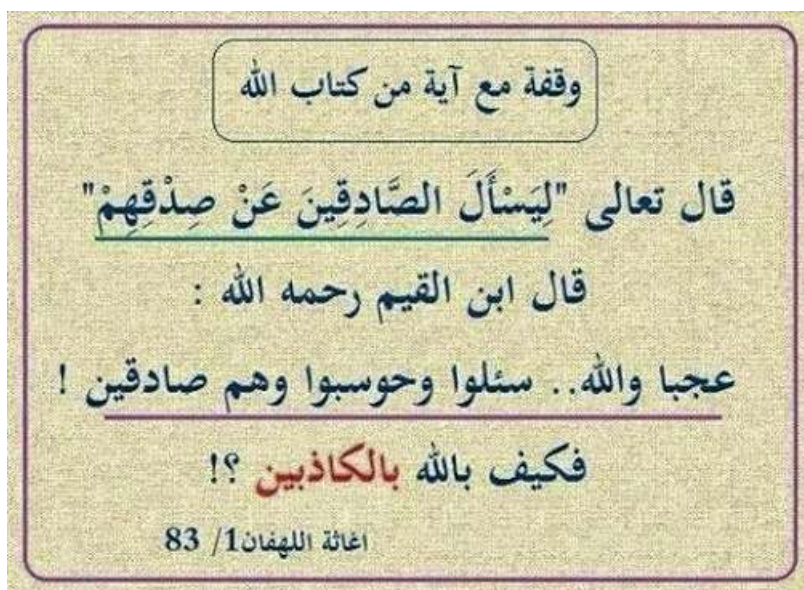 وقفة مع آية من كتاب الله
قال تعالى "لِيَسْأَلَ الصَّادِقِينَ عَنْ صِدْقِهِمْ"
قال ابن القيم رحمه الله :
عجبا والله.. سئلوا وحوسبوا وهم صادقين !
فكيف بالله بالكاذبين ؟!
اغاثة اللهفان1/ 83